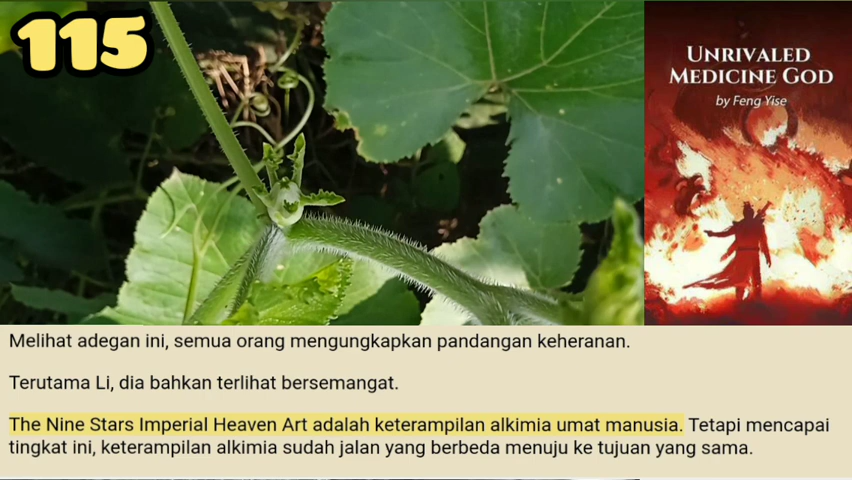 115
UNRIVALED
MEDICINE GOD
by Feng Yise
Melihat adegan ini, semua orang mengungkapkan pandangan keheranan.
Terutama Li, dia bahkan terlihat bersemangat.
The Nine Stars Imperial Heaven Art adalah keterampilan alkimia umat manusia. Tetapi mencapai
tingkat ini, keterampilan alkimia sudah jalan yang berbeda menuju ke tujuan yang sama.